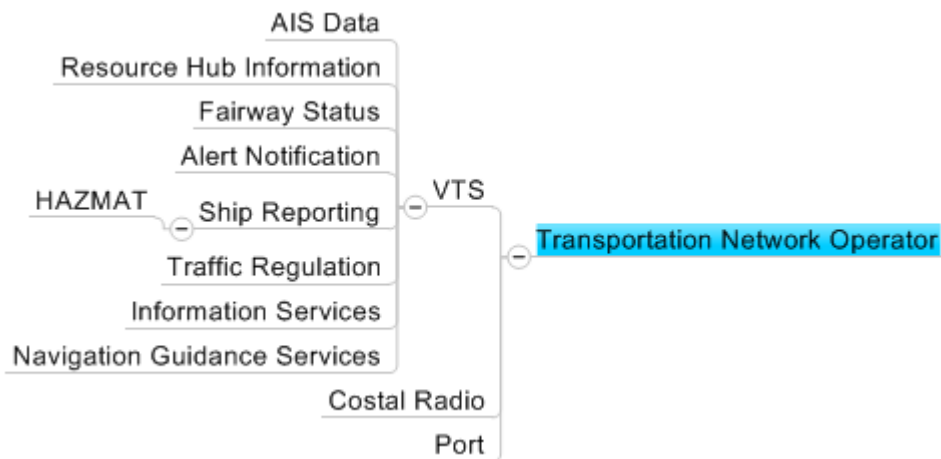 AIS Data
Resource Hub Information
Fairway Status
Alert Notification
HAZMAT
Ship Reporting
VTS
Transportation Network Operator
Traffic Regulation
Information Services
Navigation Guidance Services
Costal Radio
Port